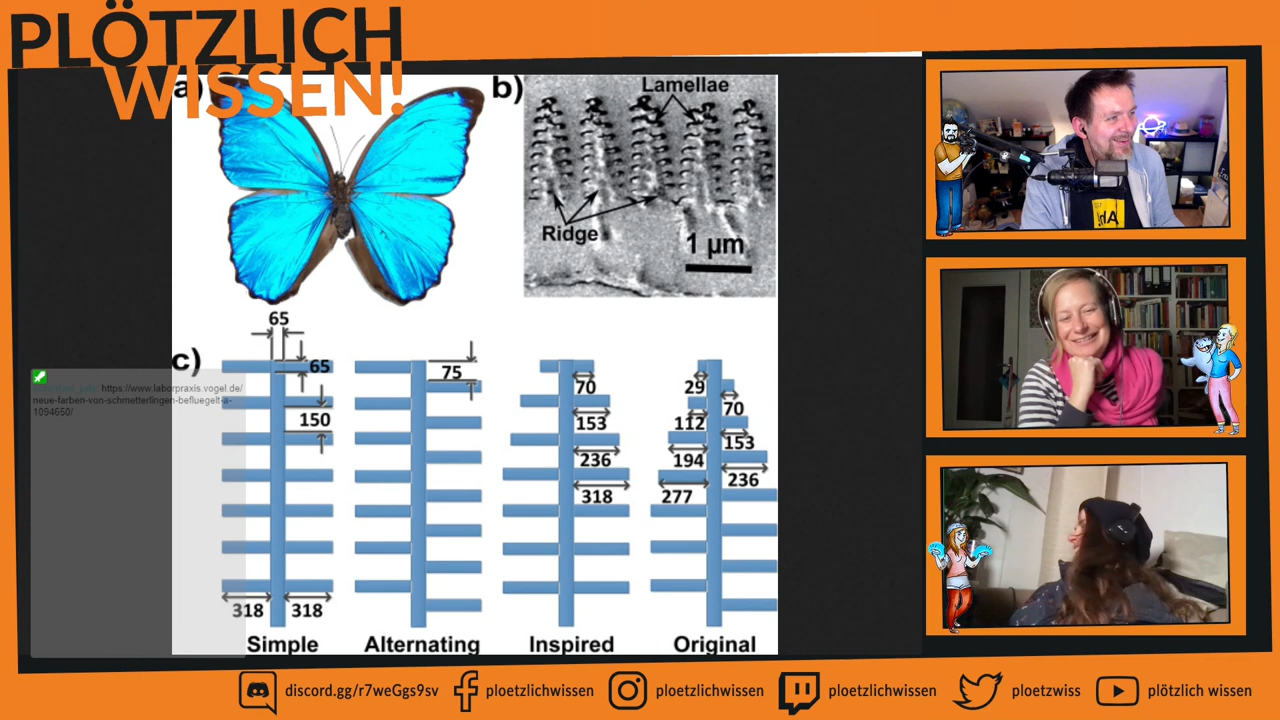 PLÖTZLICH
WISSEN!
a)
b)
Lamellae
Ridge
1 µm
c)
65
65
150
318
318
Simple
75
Alternating
70
153
236
318
Inspired
29
70
112
153
194
236
277
Original
https://www.laborpraxis.vogel.de/
neue-farben-von-schmetterlingen-befluegelt-a-
1094650/
discord.gg/r7weGgs9sv
ploetzlichwissen
ploetzlichwissen
ploetzlichwissen
ploetzwiss
plötzlich wissen